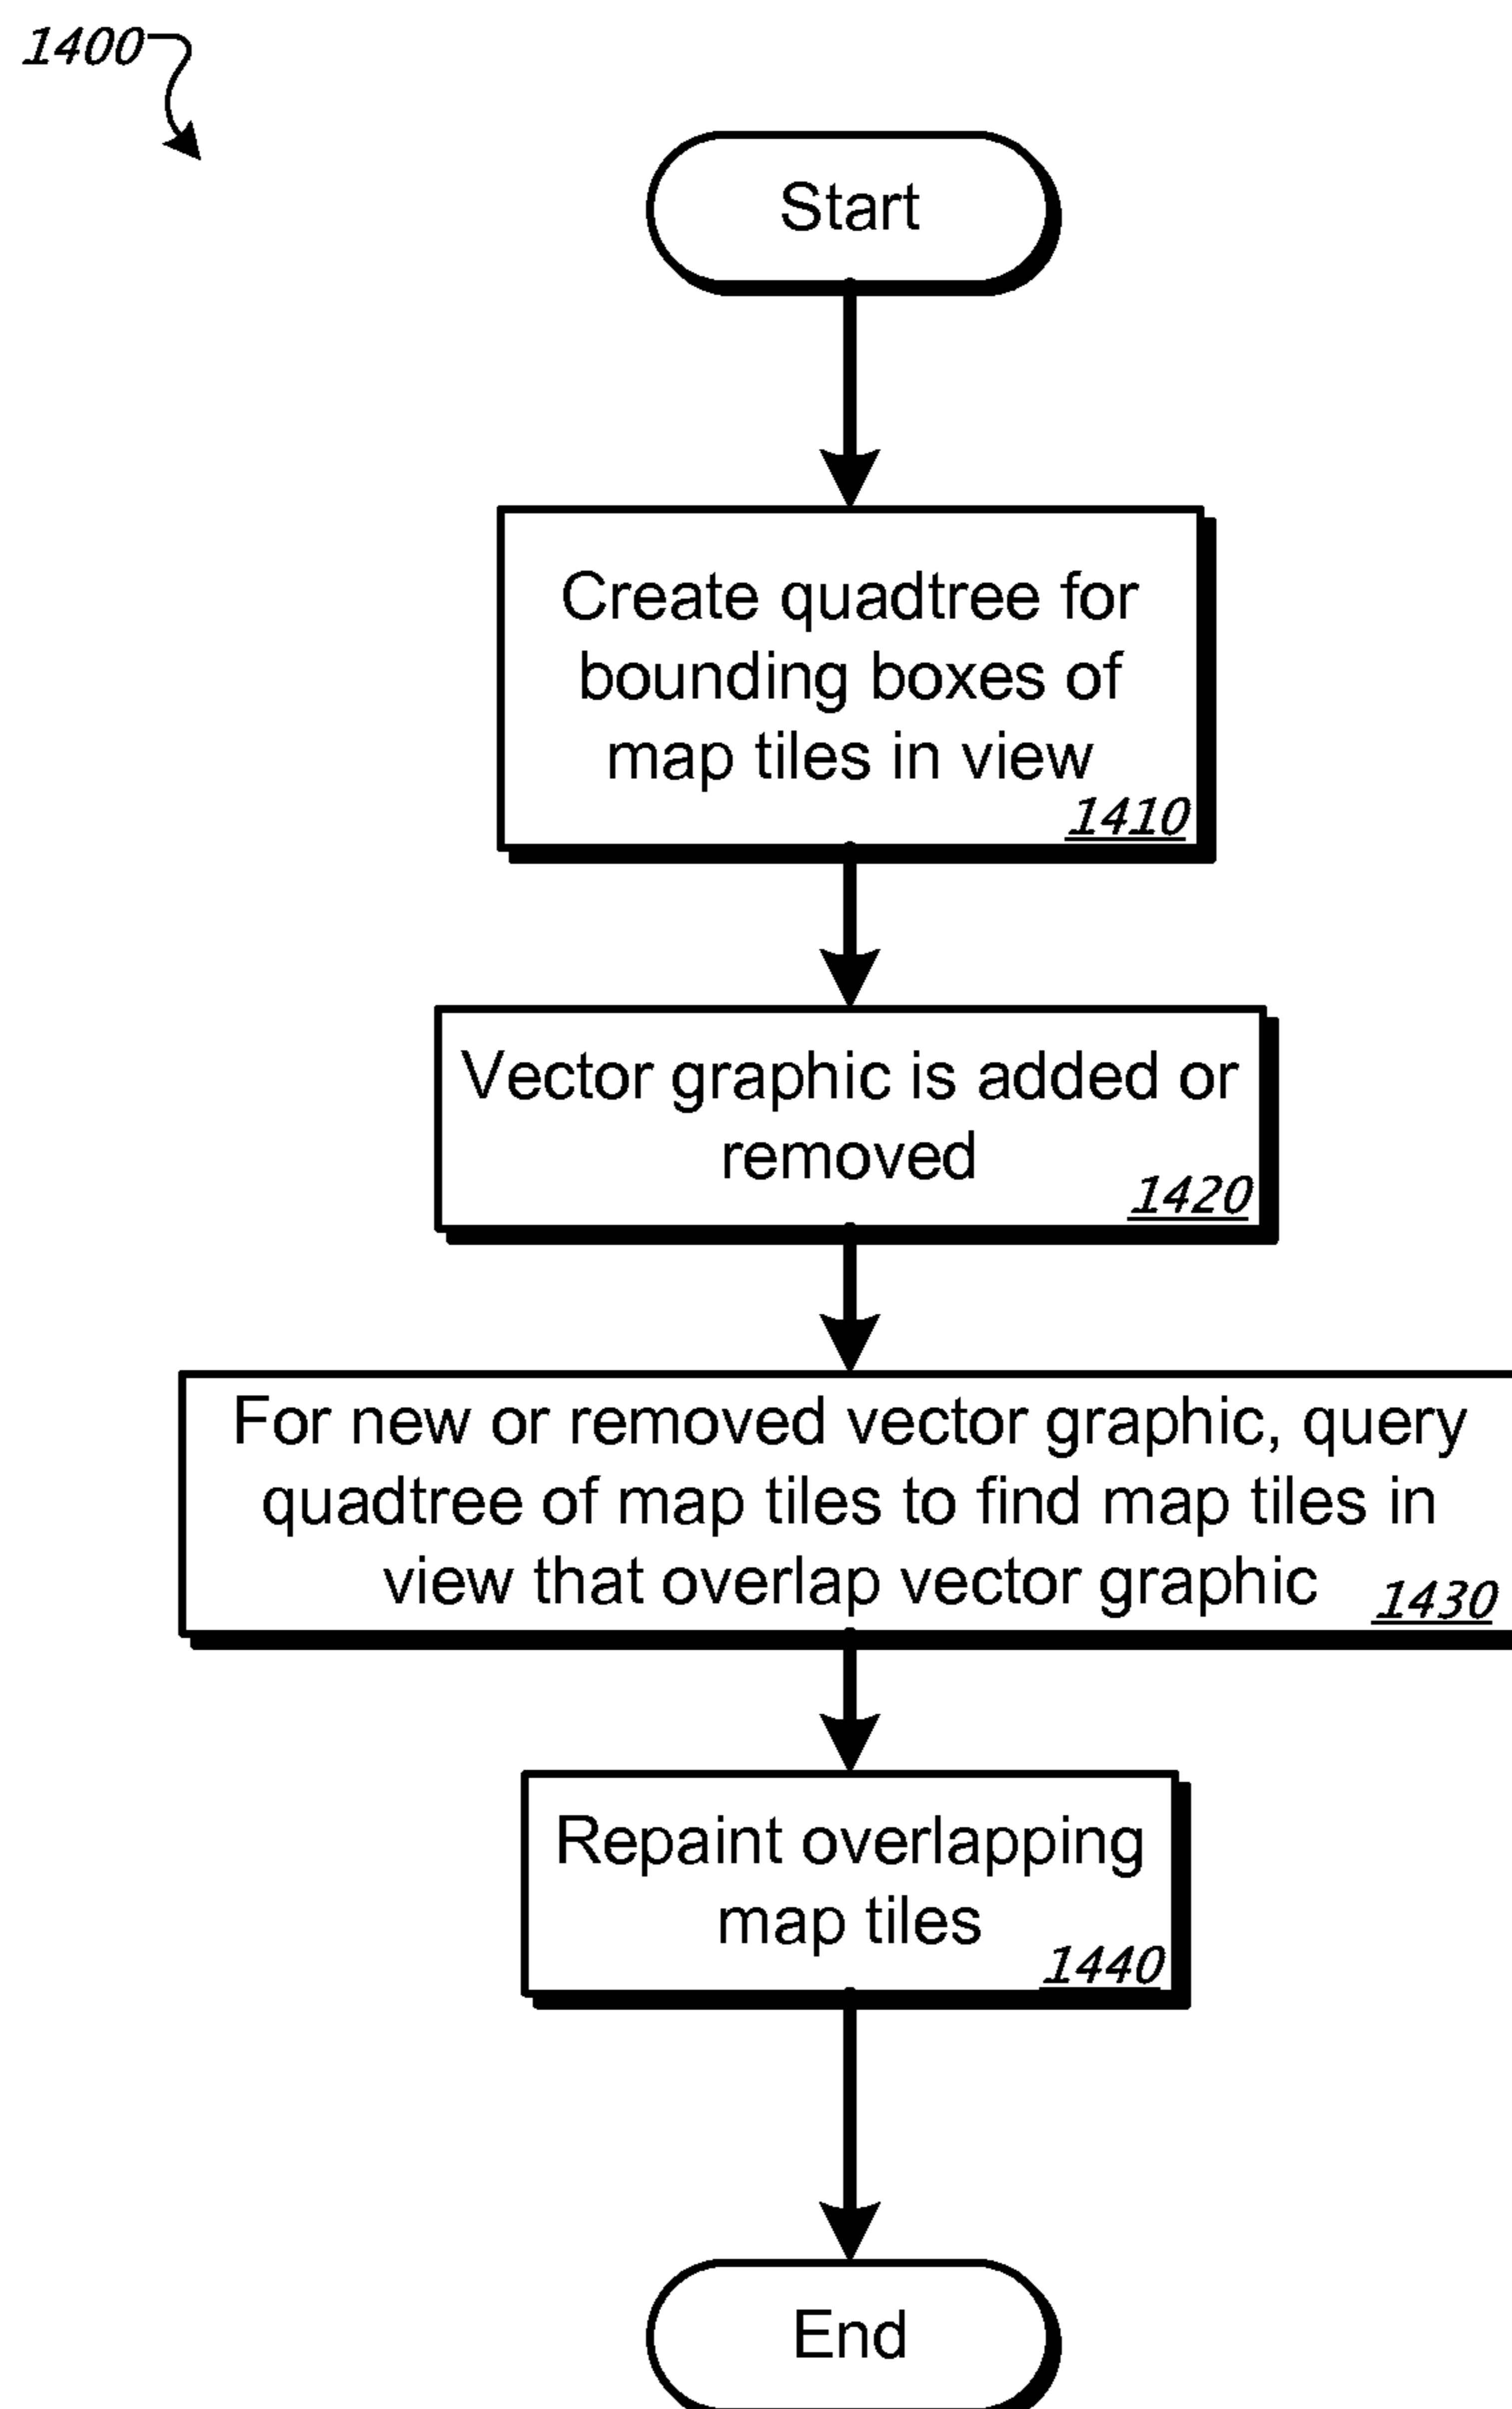 1400
Start
Create quadtree for
bounding boxes of
map tiles in view
1410
Vector graphic is added or
removed
1420
For new or removed vector graphic, query
quadtree of map tiles to find map tiles in
view that overlap vector graphic
1430
Repaint overlapping
map tiles
1440
End